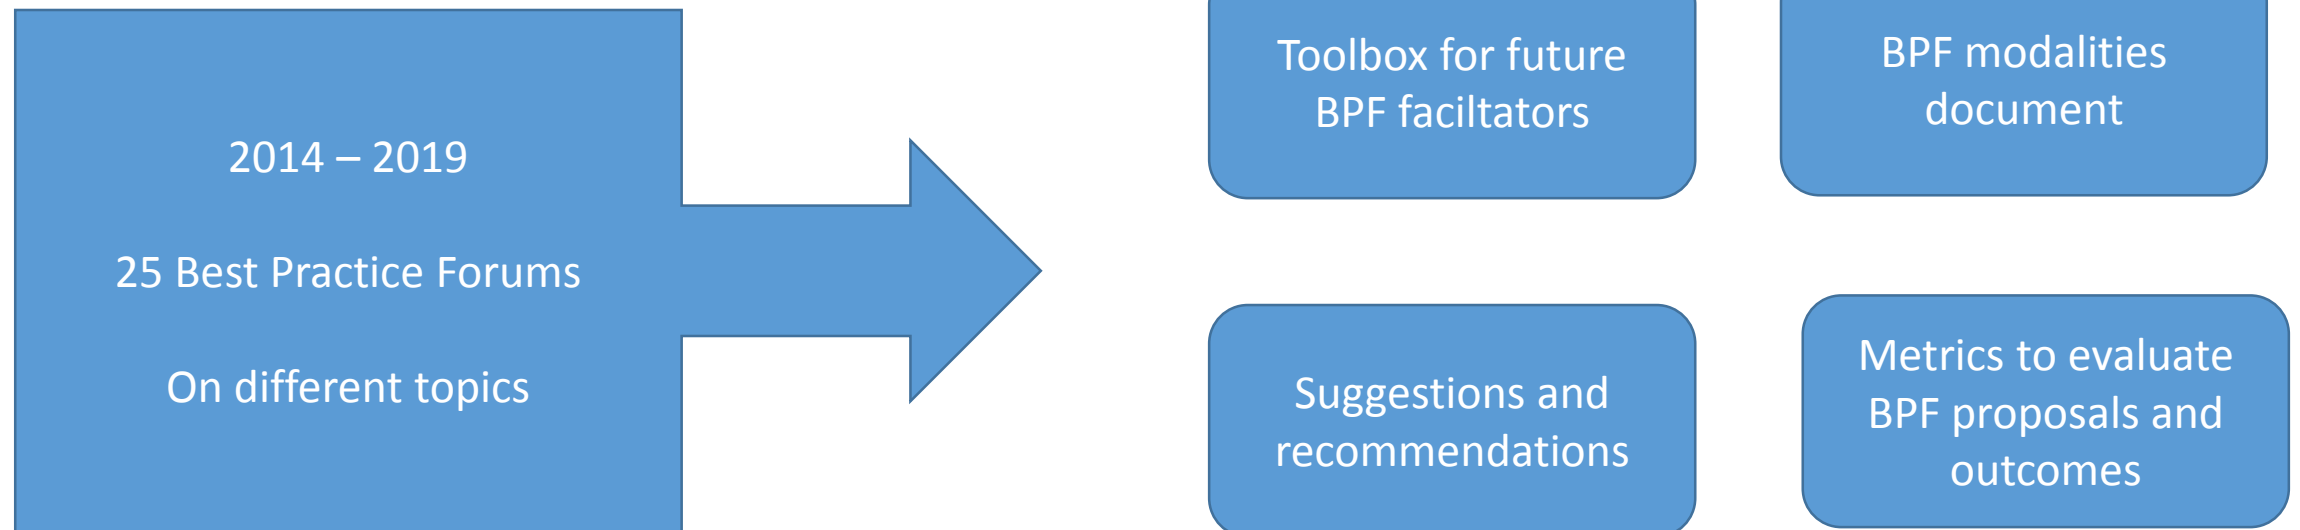 2014 – 2019
25 Best Practice Forums
On different topics
Toolbox for future
BPF faciltators
BPF modalities
document
Suggestions and
recommendations
Metrics to evaluate
BPF proposals and
outcomes